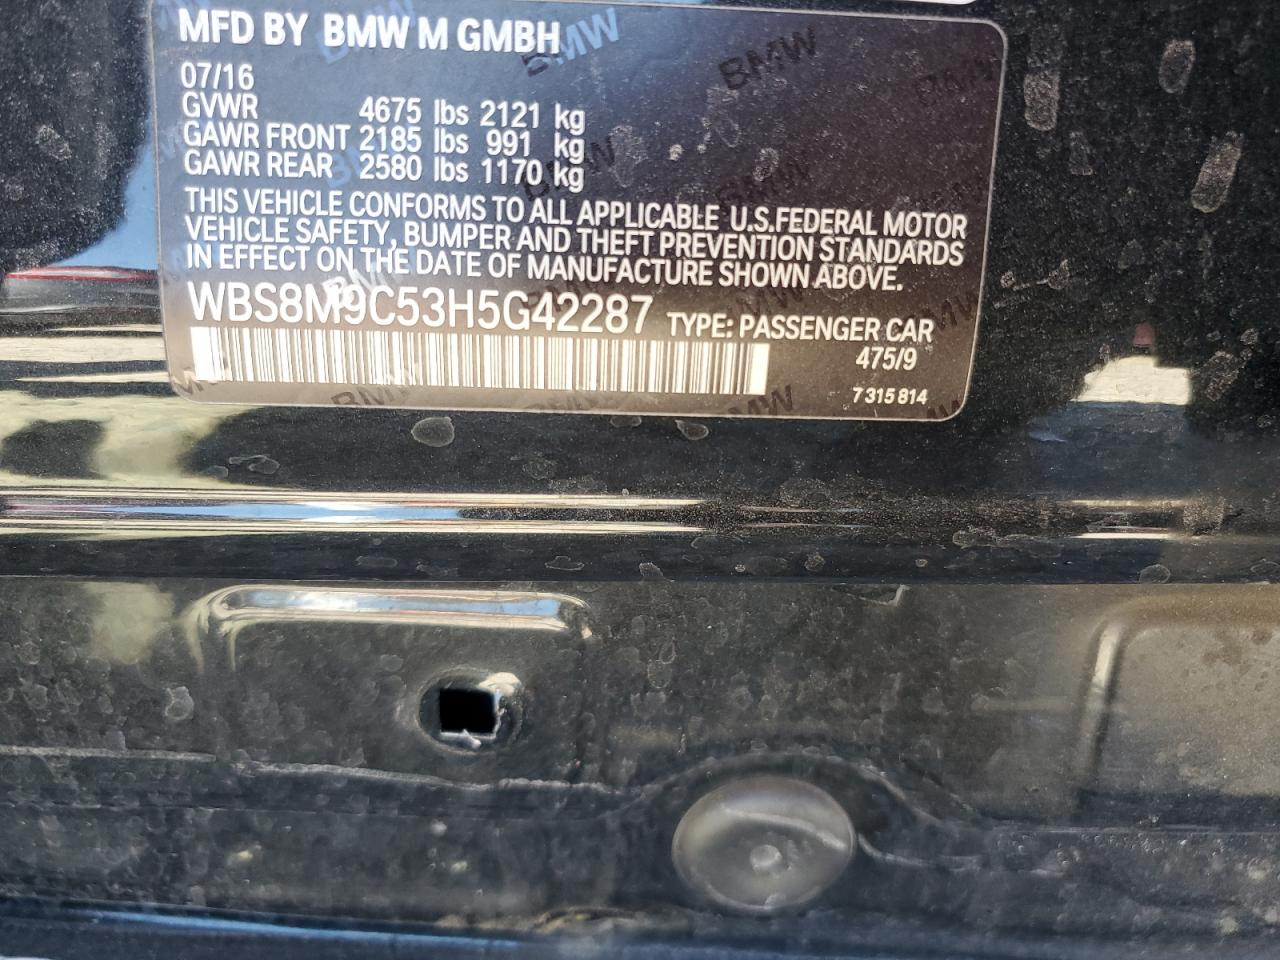 MFD BY BMW M GMBH
07/16
GVWR 4675 lbs 2121 kg
GAWR FRONT 2185 lbs 991 kg
GAWR REAR 2580 lbs 1170 kg
THIS VEHICLE CONFORMS TO ALL APPLICABLE U.S.FEDERAL MOTOR
VEHICLE SAFETY, BUMPER AND THEFT PREVENTION STANDARDS
IN EFFECT ON THE DATE OF MANUFACTURE SHOWN ABOVE.
WBS8M9C53H5G42287 TYPE: PASSENGER CAR
475/9
7 315 814